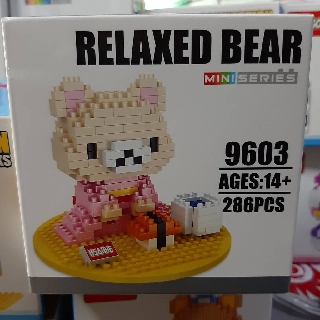 RELAXED BEAR
MINI SERIES
9603
AGES:14+
286PCS